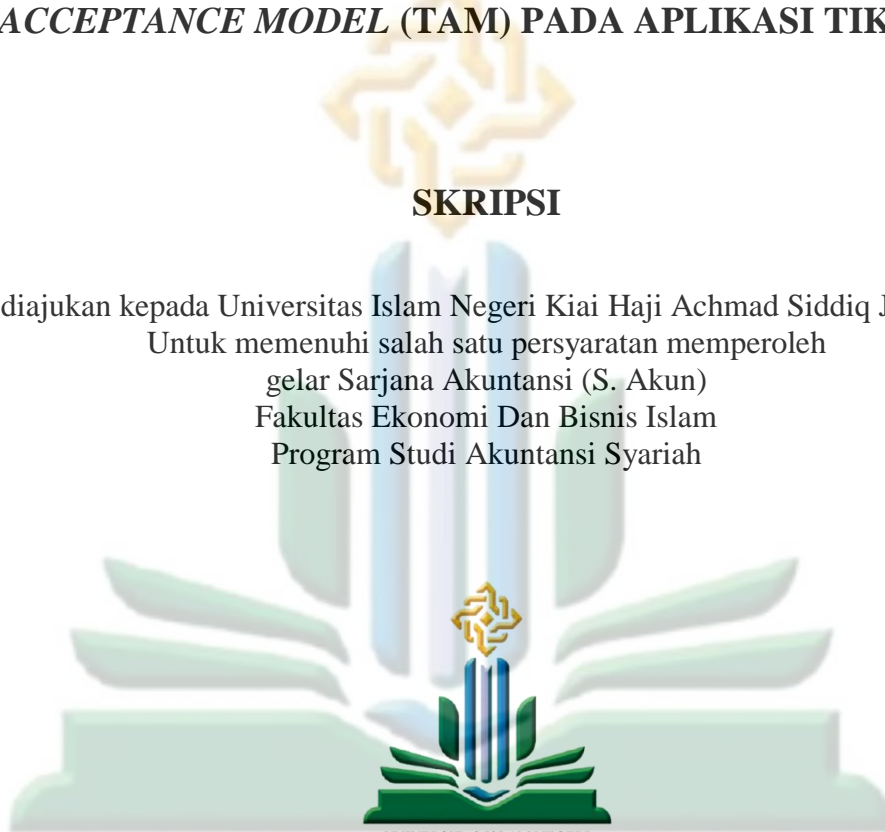 ACCEPTANCE MODEL (TAM) PADA APLIKASI TIK
SKRIPSI
diajukan kepada Universitas Islam Negeri Kiai Haji Achmad Siddiq J
Untuk memenuhi salah satu persyaratan memperoleh
gelar Sarjana Akuntansi (S. Akun)
Fakultas Ekonomi Dan Bisnis Islam
Program Studi Akuntansi Syariah